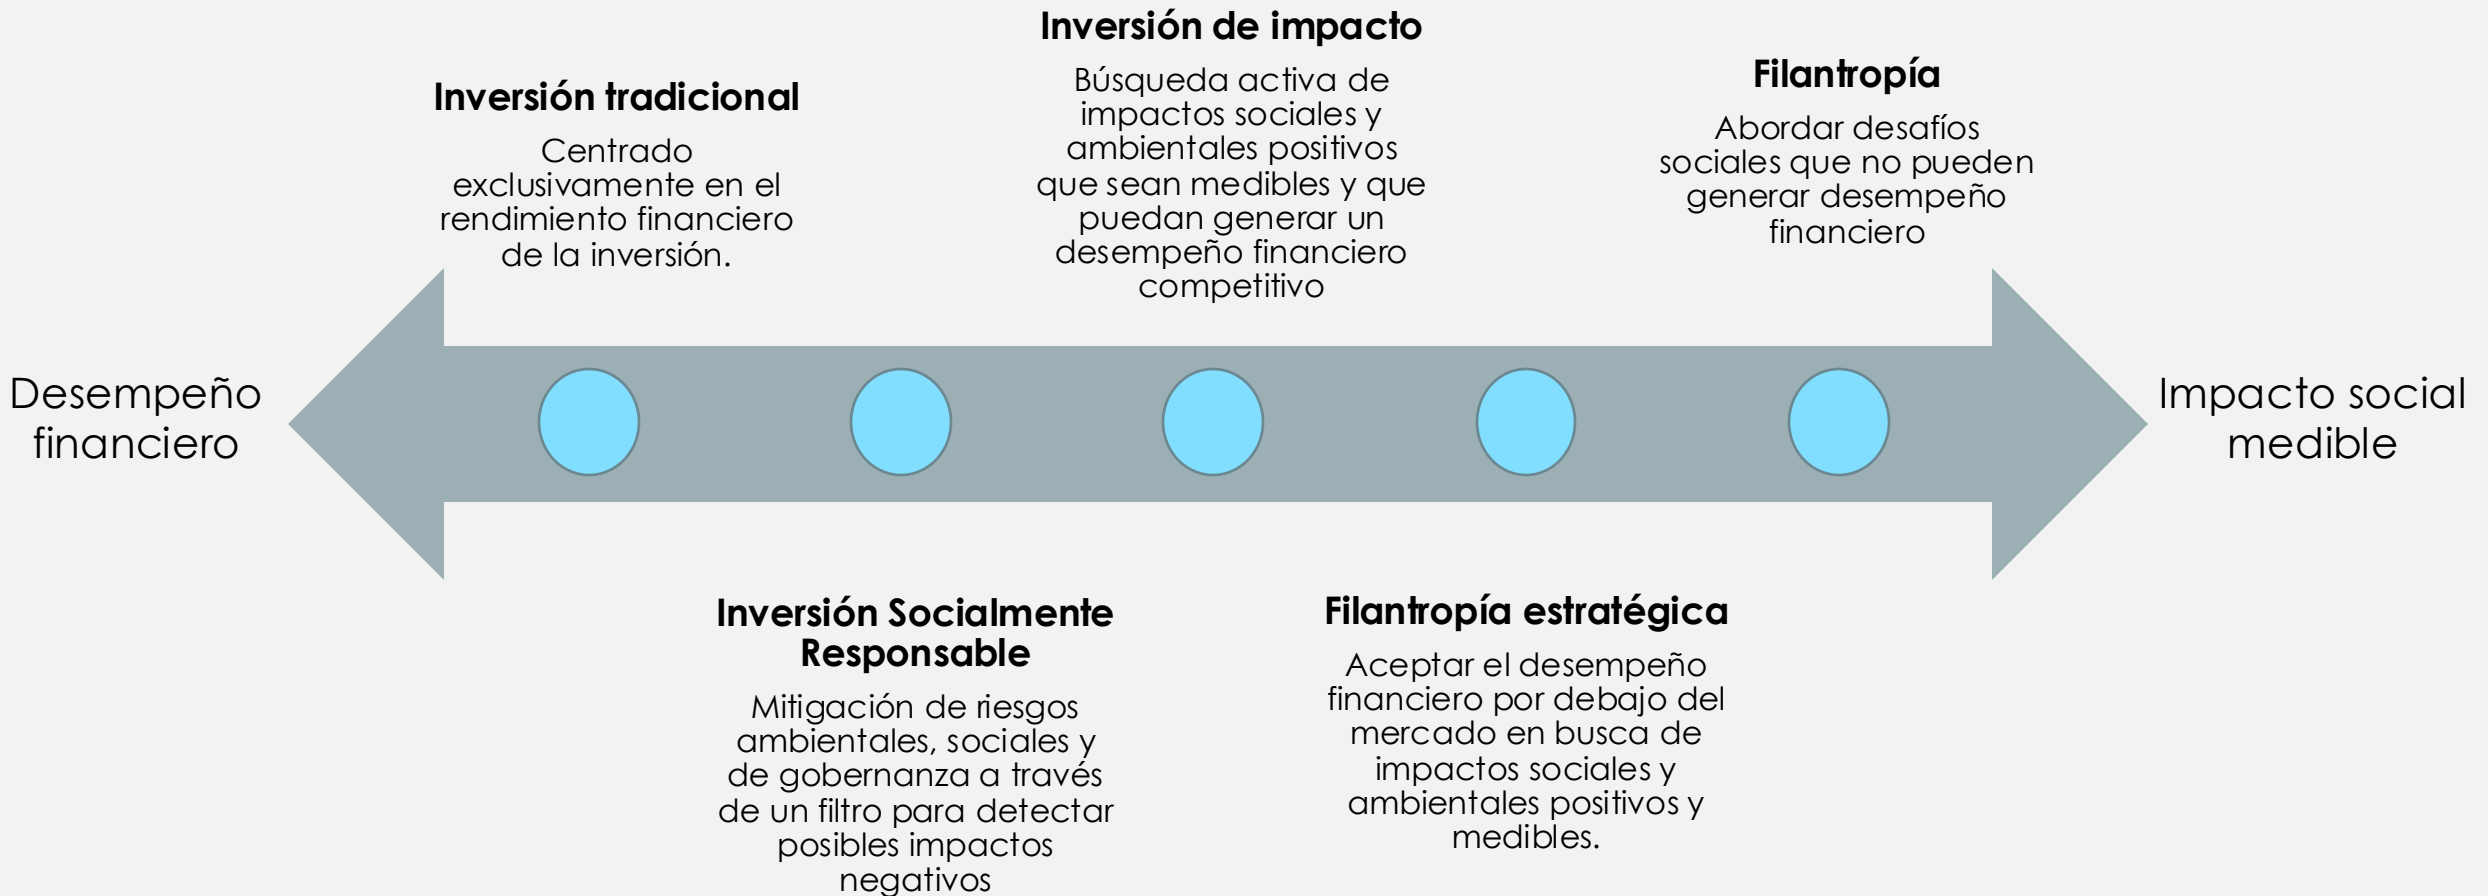 Inversión de impacto
Búsqueda activa de
impactos sociales y
ambientales positivos
que sean medibles y que
puedan generar un
desempeño financiero
competitivo
Inversión tradicional
Centrado
exclusivamente en el
rendimiento financiero
de la inversión.
Filantropía
Abordar desafíos
sociales que no pueden
generar desempeño
financiero
Desempeño
financiero
Impacto social
medible
Inversión Socialmente
Responsable
Mitigación de riesgos
ambientales, sociales y
de gobernanza a través
de un filtro para detectar
posibles impactos
negativos
Filantropía estratégica
Aceptar el desempeño
financiero por debajo del
mercado en busca de
impactos sociales y
ambientales positivos y
medibles.